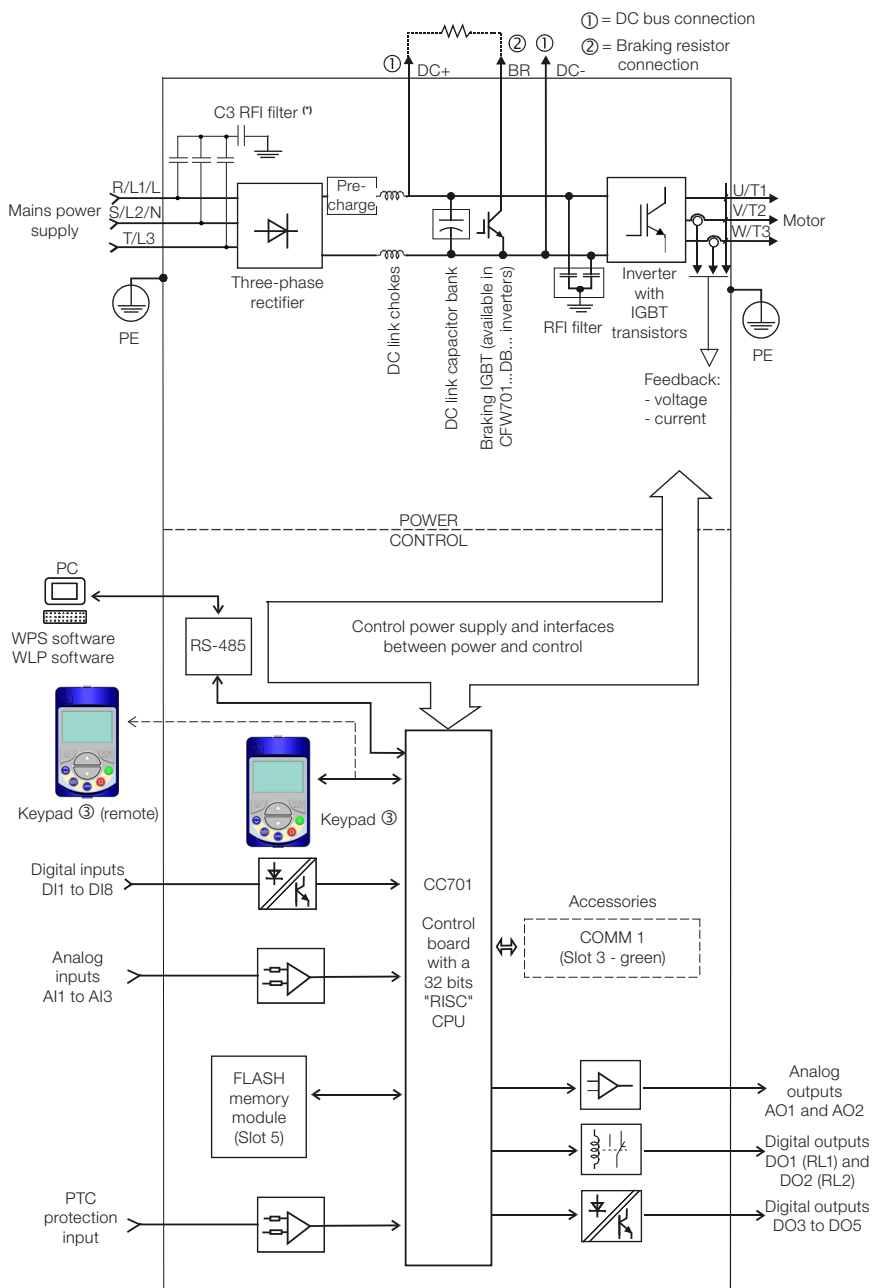 ① = DC bus connection
② = Braking resistor
connection
①
DC+
②
BR
①
DC-
C3 RFI filter (*)
R/L1/L
S/L2/N
T/L3
Mains power
supply
Pre-
charge
U/T1
V/T2
W/T3
Motor
Three-phase
rectifier
DC link chokes
DC link capacitor bank
Braking IGBT (available in
CFW701...DB... inverters)
RFI filter
Inverter
with
IGBT
transistors
PE
PE
Feedback:
- voltage
- current
POWER
CONTROL
PC
WPS software
WLP software
RS-485
Control power supply and interfaces
between power and control
Keypad ③ (remote)
Keypad ③
Digital inputs
DI1 to DI8
CC701
Control
board
with a
32 bits
"RISC"
CPU
Accessories
COMM 1
(Slot 3 - green)
Analog
inputs
AI1 to AI3
FLASH
memory
module
(Slot 5)
Analog
outputs
AO1 and AO2
Digital outputs
DO1 (RL1) and
DO2 (RL2)
PTC
protection
input
Digital outputs
DO3 to DO5